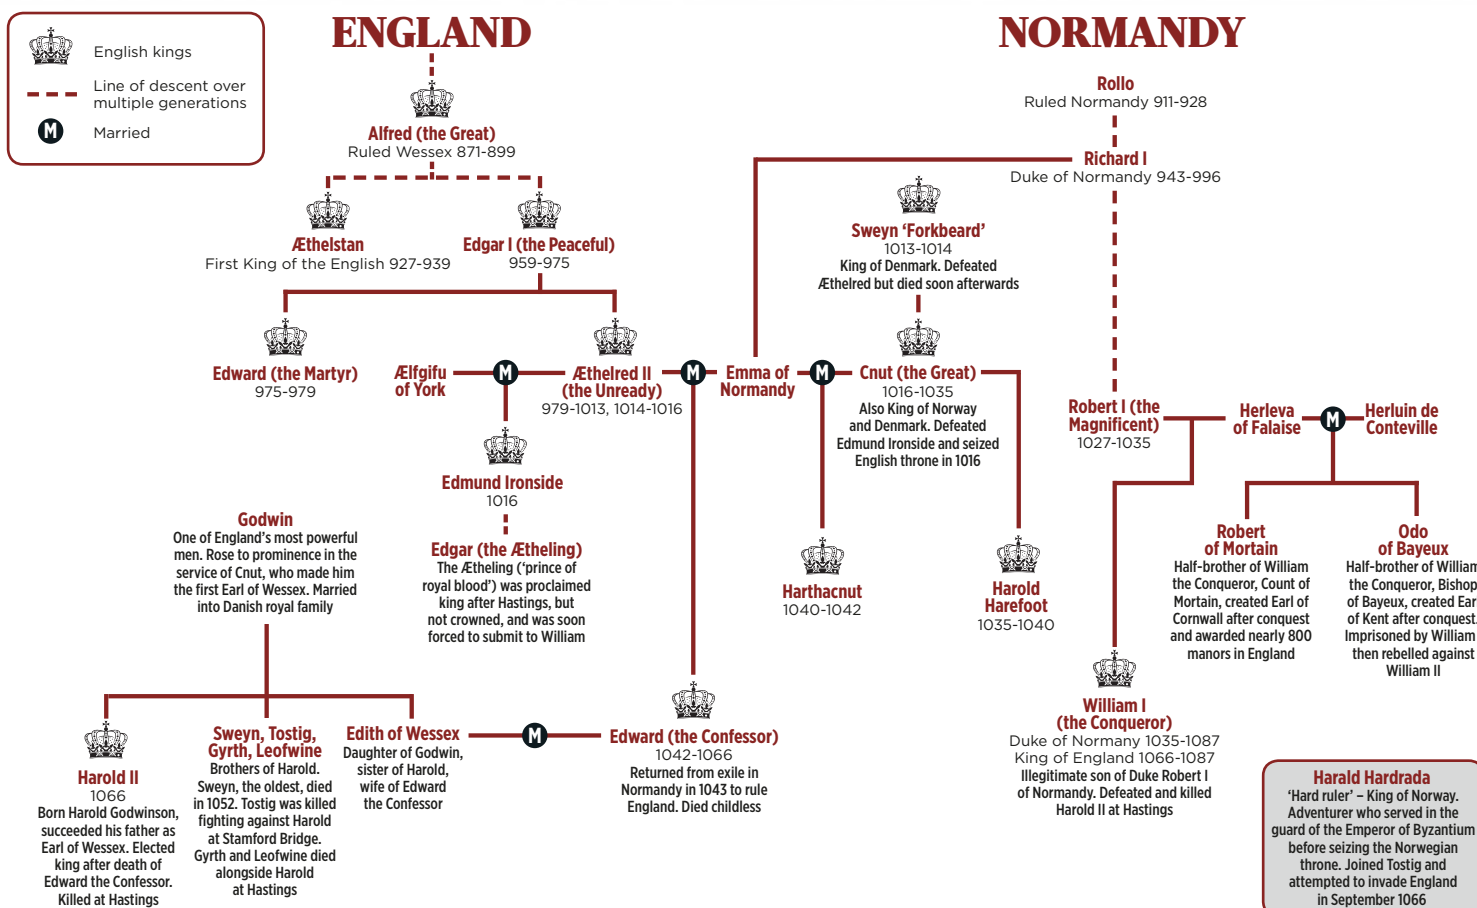 ENGLAND
NORMANDY
English kings
Line of descent over
multiple generations
M
Married
Alfred (the Great)
Ruled Wessex 871-899
Rollo
Ruled Normandy 911-928
Richard I
Duke of Normandy 943-996
Æthelstan
First King of the English 927-939
Edgar I (the Peaceful)
959-975
Sweyn ‘Forkbeard’
1013-1014
King of Denmark. Defeated
Æthelred but died soon afterwards
Edward (the Martyr)
975-979
Ælfgifu
of York
M
Æthelred II
(the Unready)
979-1013, 1014-1016
M
Emma of
Normandy
M
Cnut (the Great)
1016-1035
Also King of Norway
and Denmark. Defeated
Edmund Ironside and seized
English throne in 1016
Robert I (the
Magnificent)
1027-1035
Herleva
of Falaise
M
Herluin de
Conteville
Edmund Ironside
1016
Edgar (the Ætheling)
The Ætheling (‘prince of
royal blood’) was proclaimed
king after Hastings, but
not crowned, and was soon
forced to submit to William
Godwin
One of England’s most powerful
men. Rose to prominence in the
service of Cnut, who made him
the first Earl of Wessex. Married
into Danish royal family
Harthacnut
1040-1042
Harold
Harefoot
1035-1040
Robert
of Mortain
Half-brother of William
the Conqueror, Count of
Mortain, created Earl of
Cornwall after conquest
and awarded nearly 800
manors in England
Odo
of Bayeux
Half-brother of William
the Conqueror, Bishop
of Bayeux, created Earl
of Kent after conquest.
Imprisoned by William
then rebelled against
William II
Harold II
1066
Born Harold Godwinson,
succeeded his father as
Earl of Wessex. Elected
king after death of
Edward the Confessor.
Killed at Hastings
Sweyn, Tostig,
Gyrth, Leofwine
Brothers of Harold.
Sweyn, the oldest, died
in 1052. Tostig was killed
fighting against Harold
at Stamford Bridge.
Gyrth and Leofwine died
alongside Harold
at Hastings
Edith of Wessex
Daughter of Godwin,
sister of Harold,
wife of Edward
the Confessor
M
Edward (the Confessor)
1042-1066
Returned from exile in
Normandy in 1043 to rule
England. Died childless
William I
(the Conqueror)
Duke of Normany 1035-1087
King of England 1066-1087
Illegitimate son of Duke Robert I
of Normandy. Defeated and killed
Harold II at Hastings
Harald Hardrada
‘Hard ruler’ – King of Norway.
Adventurer who served in the
guard of the Emperor of Byzantium
before seizing the Norwegian
throne. Joined Tostig and
attempted to invade England
in September 1066